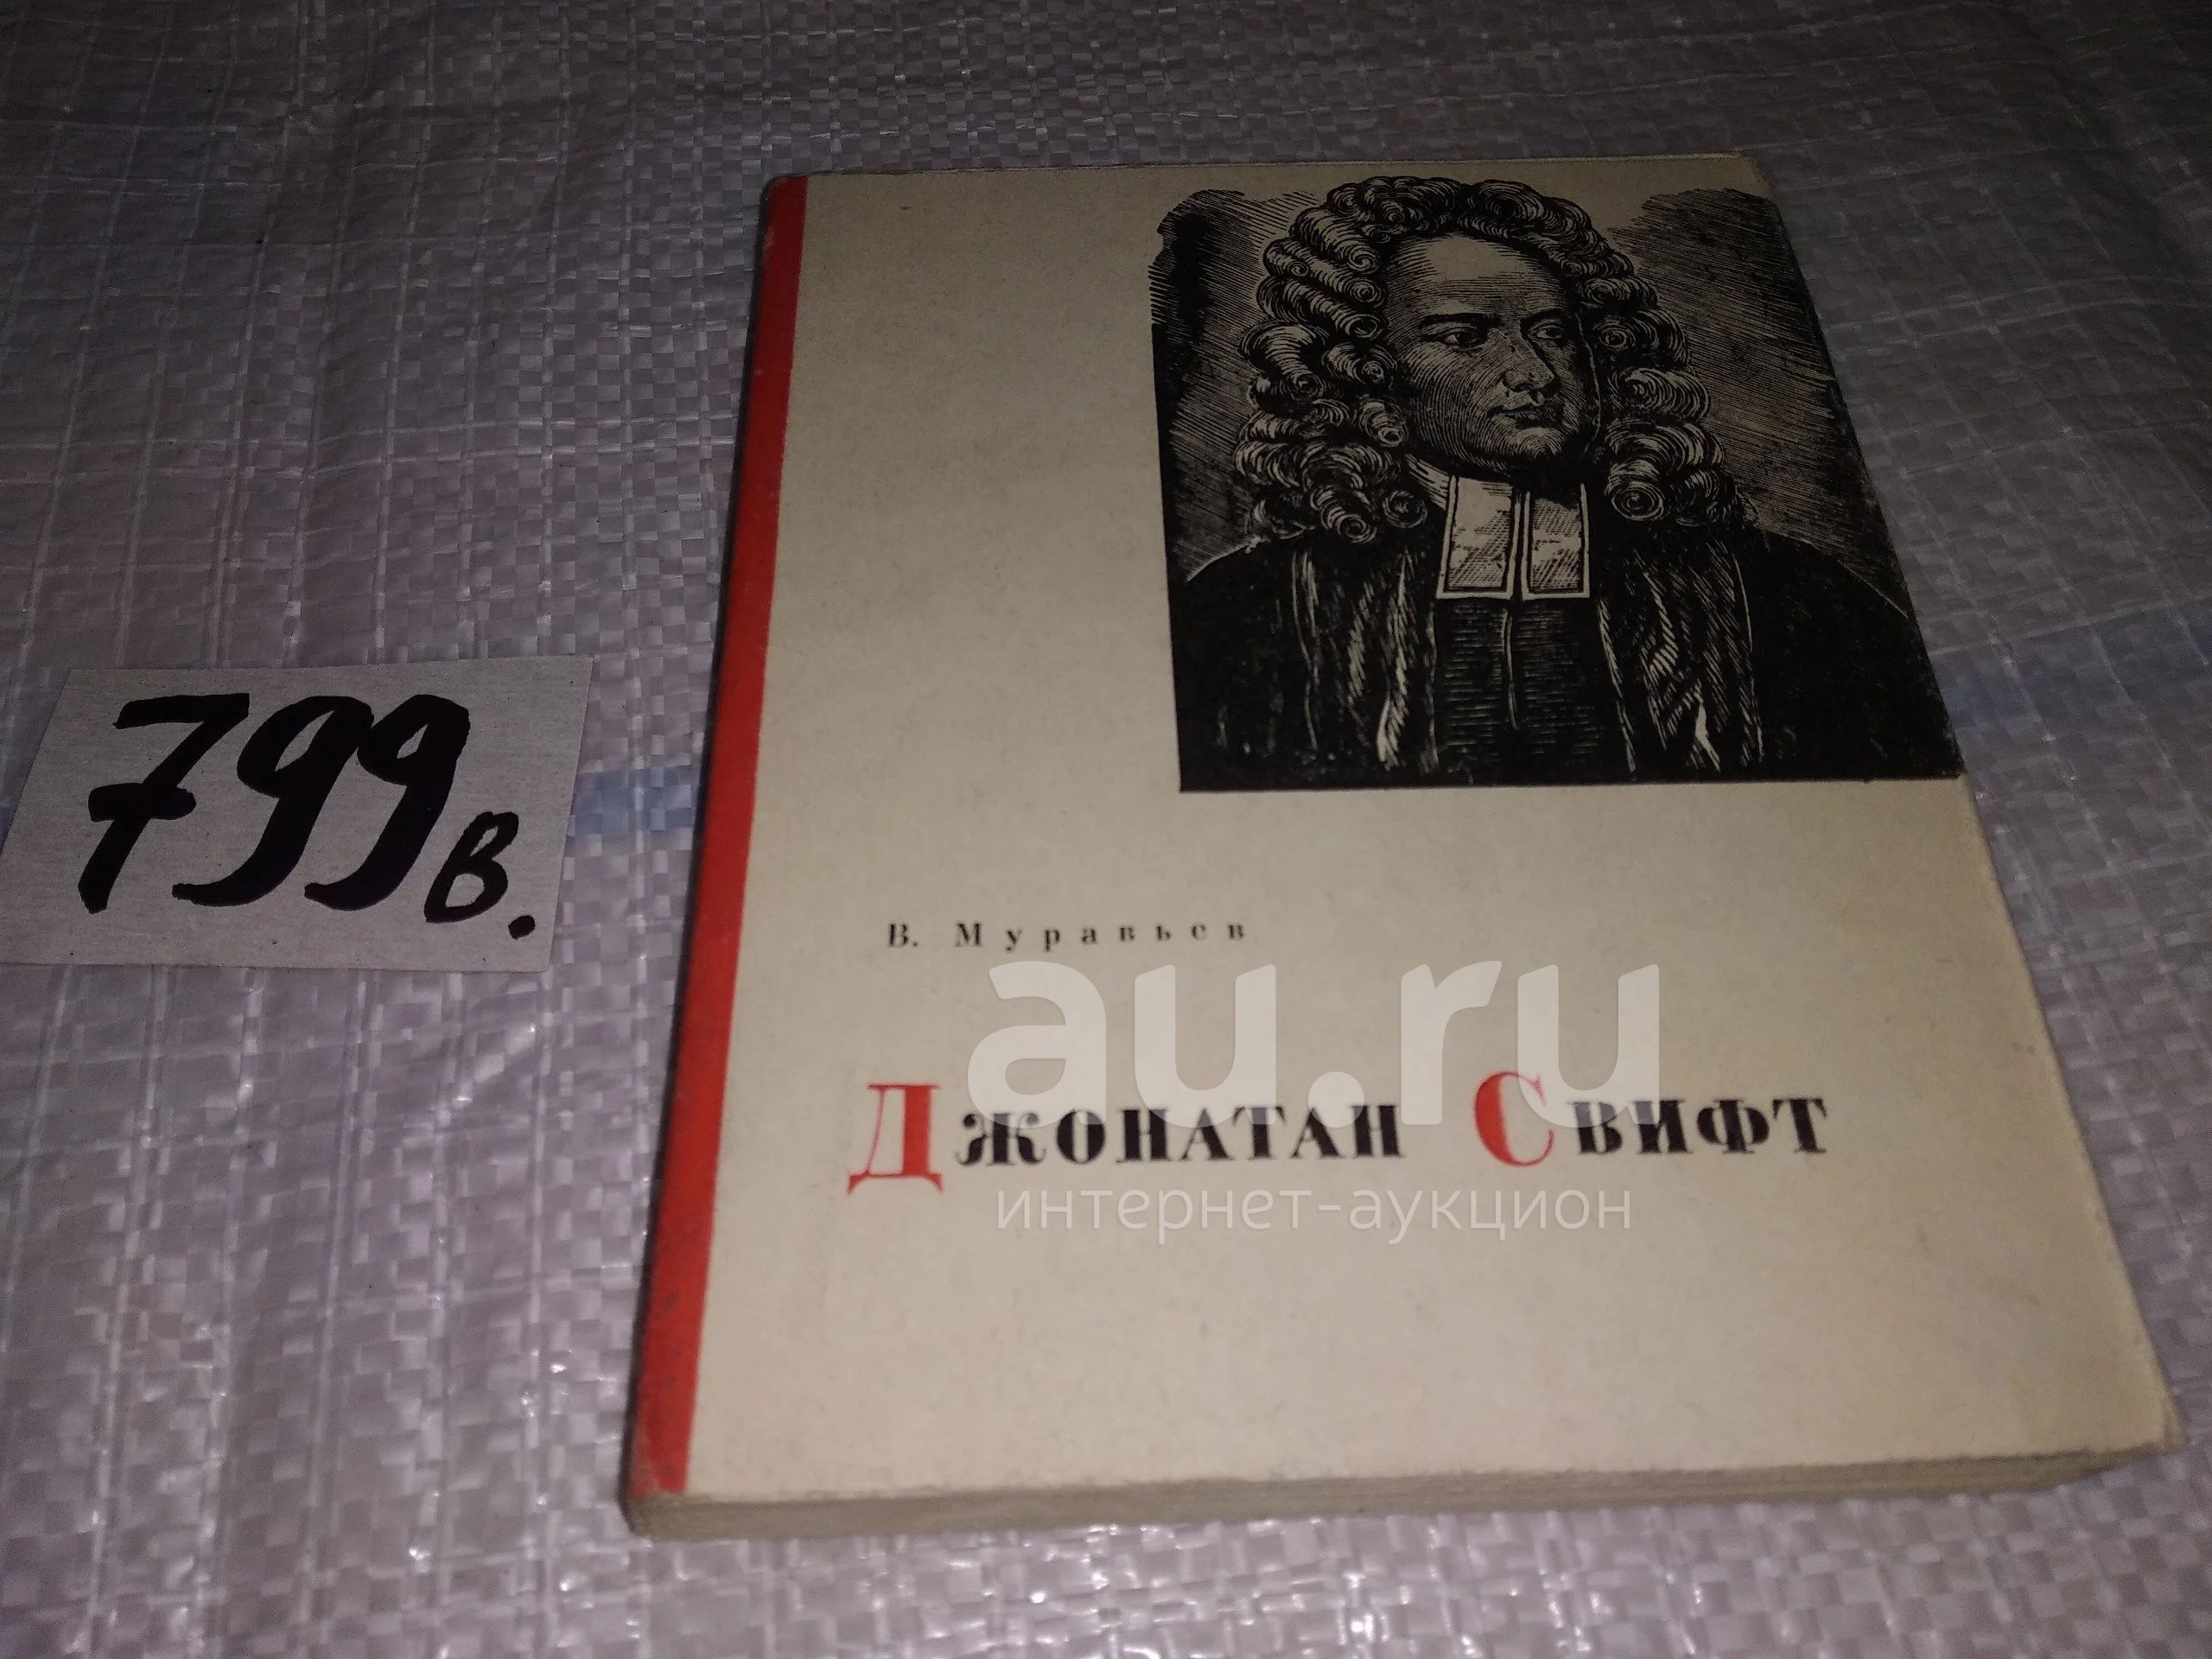 799в.
В. Муравьев
au.ru
Джонатан Свифт
интернет-аукцион